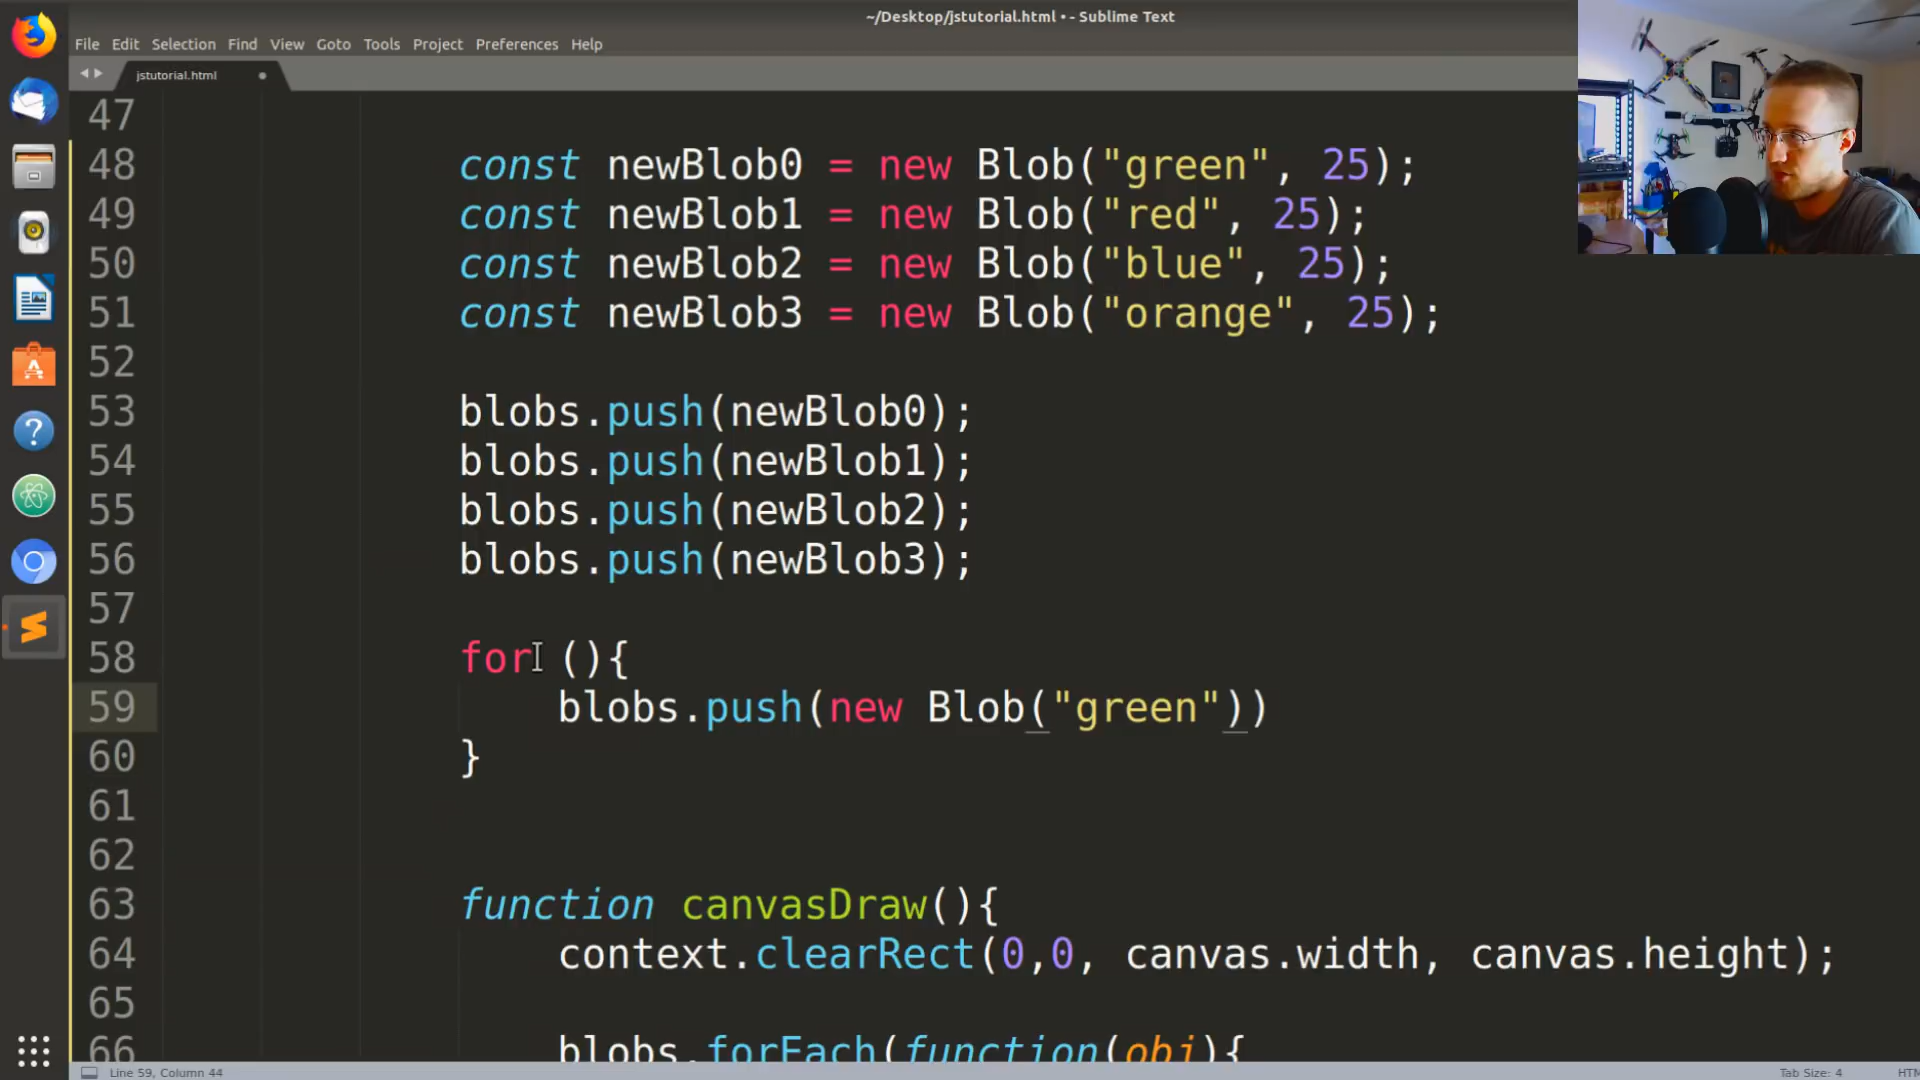 ~/Desktop/jstutorial.html • - Sublime Text
File Edit Selection Find View Goto Tools Project Preferences Help
jstutorial.html
47
48 const newBlob0 = new Blob("green", 25);
49 const newBlob1 = new Blob("red", 25);
50 const newBlob2 = new Blob("blue", 25);
51 const newBlob3 = new Blob("orange", 25);
52
53 blobs.push(newBlob0);
54 blobs.push(newBlob1);
55 blobs.push(newBlob2);
56 blobs.push(newBlob3);
57
58 for (){
59 blobs.push(new Blob("green"))
60 }
61
62
63 function canvasDraw(){
64 context.clearRect(0,0, canvas.width, canvas.height);
65
66 blobs.forEach(function(obj){
Line 59, Column 44 Tab Size: 4 HTM